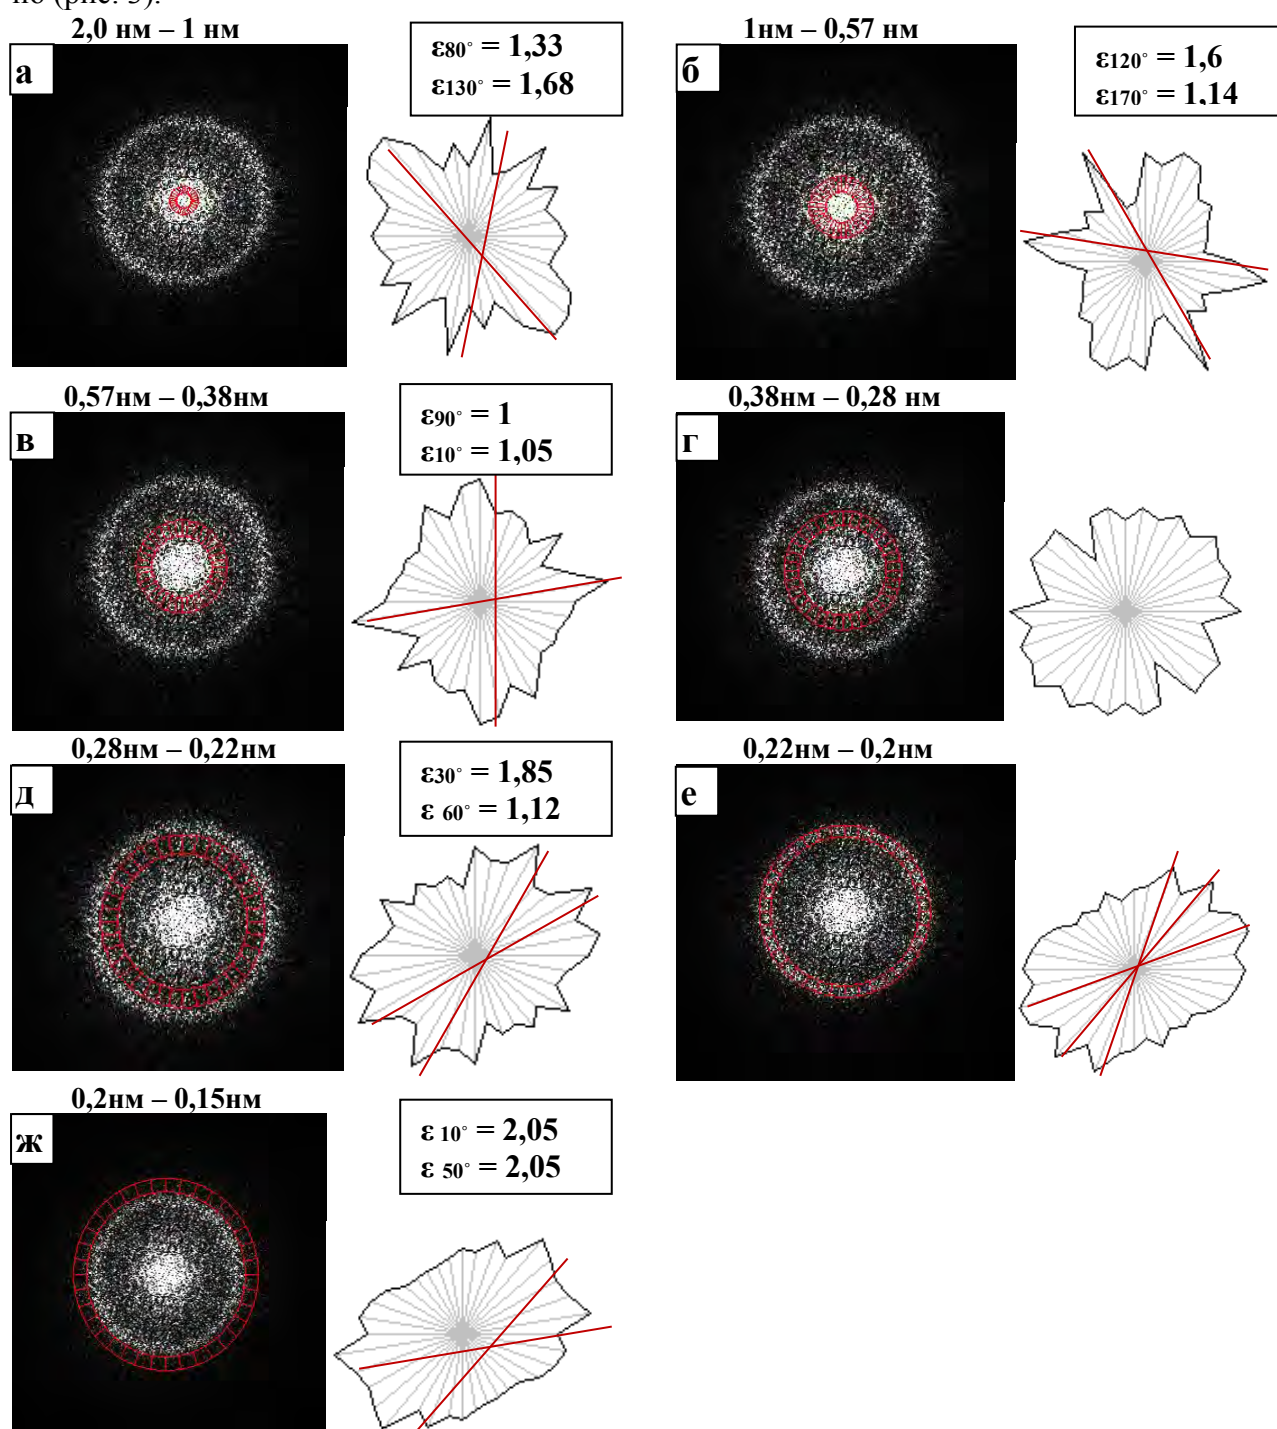 но (рис. 3).
2,0 нм – 1 нм
а
ε80° = 1,33
ε130° = 1,68
1нм – 0,57 нм
б
ε120° = 1,6
ε170° = 1,14
0,57нм – 0,38нм
в
ε90° = 1
ε10° = 1,05
0,38нм – 0,28 нм
г
0,28нм – 0,22нм
д
ε30° = 1,85
ε 60° = 1,12
0,22нм – 0,2нм
е
0,2нм – 0,15нм
ж
ε 10° = 2,05
ε 50° = 2,05